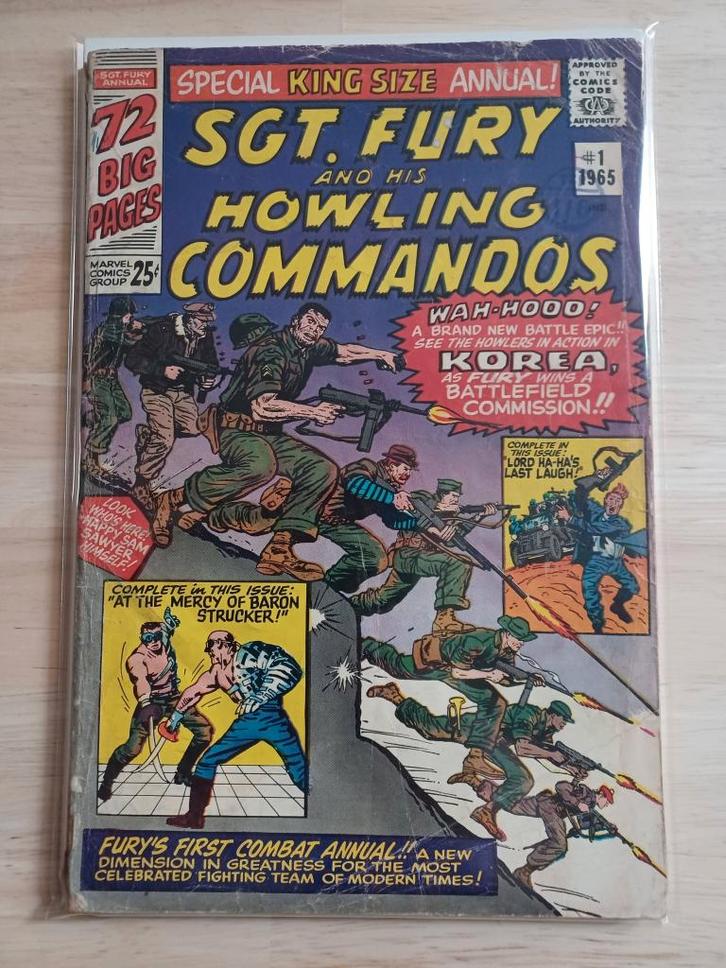 SGT. FURY
ANNUAL
72
BIG
PAGES
MARVEL
COMICS
GROUP
25¢
SPECIAL KING SIZE ANNUAL!
APPROVED
BY THE
COMICS
CODE
CA
AUTHORITY
SGT. FURY
AND HIS
HOWLING
COMMANDOS
#1
1965
IND.
WAH-HOOO!
A BRAND NEW BATTLE EPIC!!
SEE THE HOWLERS IN ACTION IN
KOREA,
AS FURY WINS A
BATTLEFIELD
COMMISSION!!
COMPLETE IN
THIS ISSUE:
"LORD HA-HA'S
LAST LAUGH!"
LOOK
WHO'S HERE!
HAPPY SAM
SAWYER
HIMSELF!
COMPLETE in THIS ISSUE:
"AT THE MERCY OF BARON
STRUCKER!"
FURY'S FIRST COMBAT ANNUAL!! A NEW
DIMENSION IN GREATNESS FOR THE MOST
CELEBRATED FIGHTING TEAM OF MODERN TIMES!